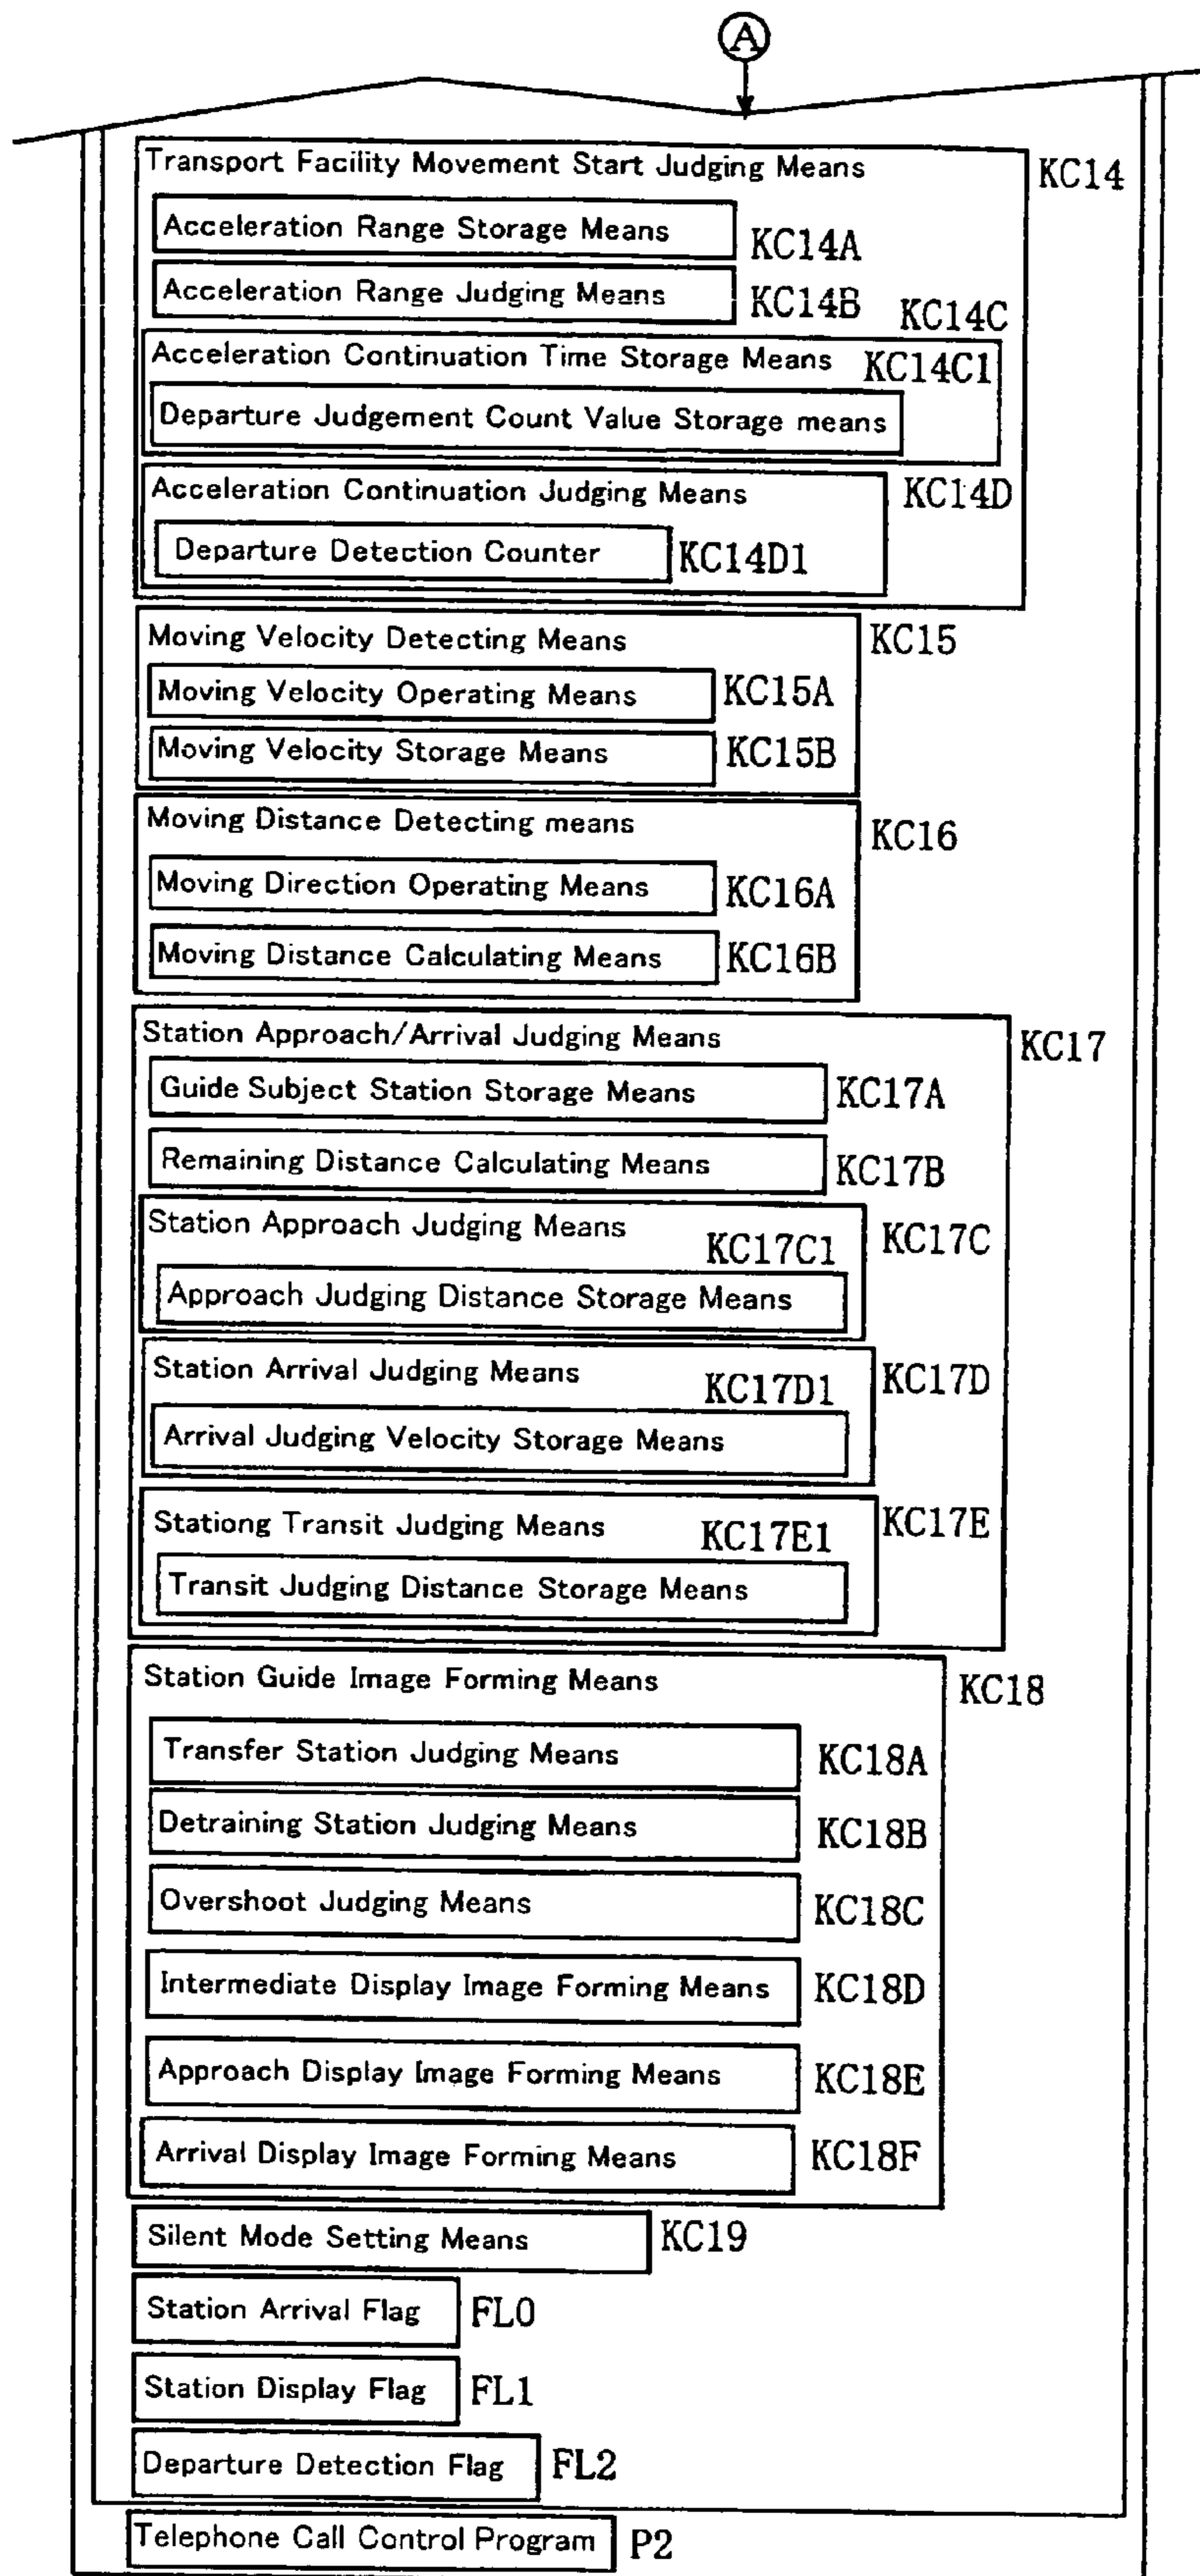 A
Transport Facility Movement Start Judging Means KC14
Acceleration Range Storage Means KC14A
Acceleration Range Judging Means KC14B KC14C
Acceleration Continuation Time Storage Means KC14C1
Departure Judgement Count Value Storage means
Acceleration Continuation Judging Means KC14D
Departure Detection Counter KC14D1
Moving Velocity Detecting Means KC15
Moving Velocity Operating Means KC15A
Moving Velocity Storage Means KC15B
Moving Distance Detecting means KC16
Moving Direction Operating Means KC16A
Moving Distance Calculating Means KC16B
Station Approach/Arrival Judging Means KC17
Guide Subject Station Storage Means KC17A
Remaining Distance Calculating Means KC17B
Station Approach Judging Means KC17C1 KC17C
Approach Judging Distance Storage Means
Station Arrival Judging Means KC17D1 KC17D
Arrival Judging Velocity Storage Means
Stationg Transit Judging Means KC17E1 KC17E
Transit Judging Distance Storage Means
Station Guide Image Forming Means KC18
Transfer Station Judging Means KC18A
Detraining Station Judging Means KC18B
Overshoot Judging Means KC18C
Intermediate Display Image Forming Means KC18D
Approach Display Image Forming Means KC18E
Arrival Display Image Forming Means KC18F
Silent Mode Setting Means KC19
Station Arrival Flag FL0
Station Display Flag FL1
Departure Detection Flag FL2
Telephone Call Control Program P2